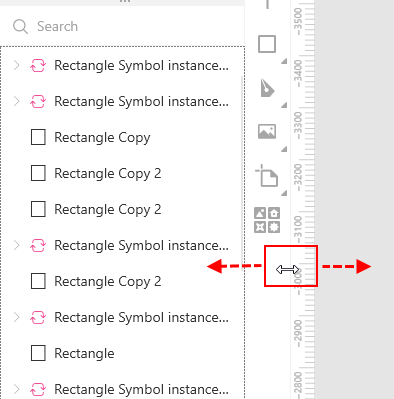 Search
Rectangle Symbol instance...
Rectangle Symbol instance...
Rectangle Copy
Rectangle Copy 2
Rectangle Copy 2
Rectangle Symbol instance...
Rectangle Copy 2
Rectangle Symbol instance...
Rectangle
Rectangle Symbol instance...
-3500
-3400
-3300
-3200
-3100
-2900
-2800